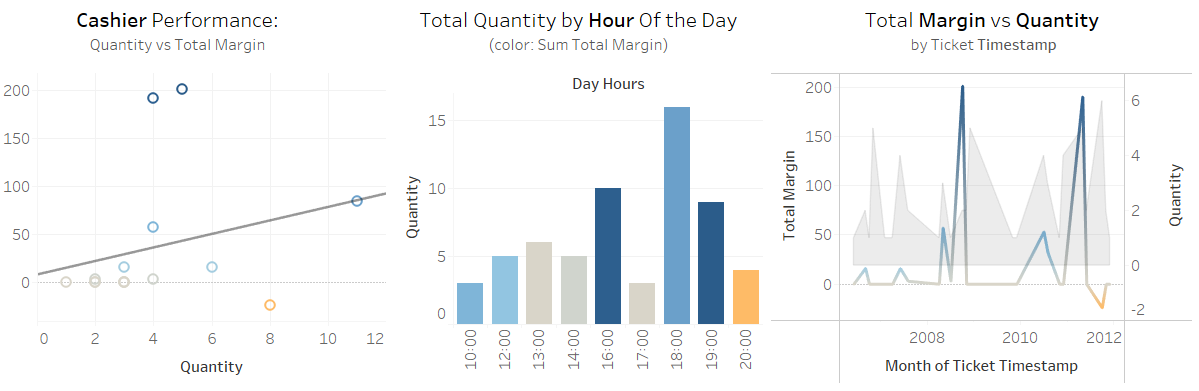 Cashier Performance:
Quantity vs Total Margin
200
150
100
50
0
0 2 4 6 8 10 12
Quantity
Total Quantity by Hour Of the Day
(color: Sum Total Margin)
Day Hours
Quantity
15
10
5
0
10:00 12:00 13:00 14:00 16:00 17:00 18:00 19:00 20:00
Total Margin vs Quantity
by Ticket Timestamp
Total Margin
200
150
100
50
0
6
4
2
0
-2
Quantity
2008 2010 2012
Month of Ticket Timestamp